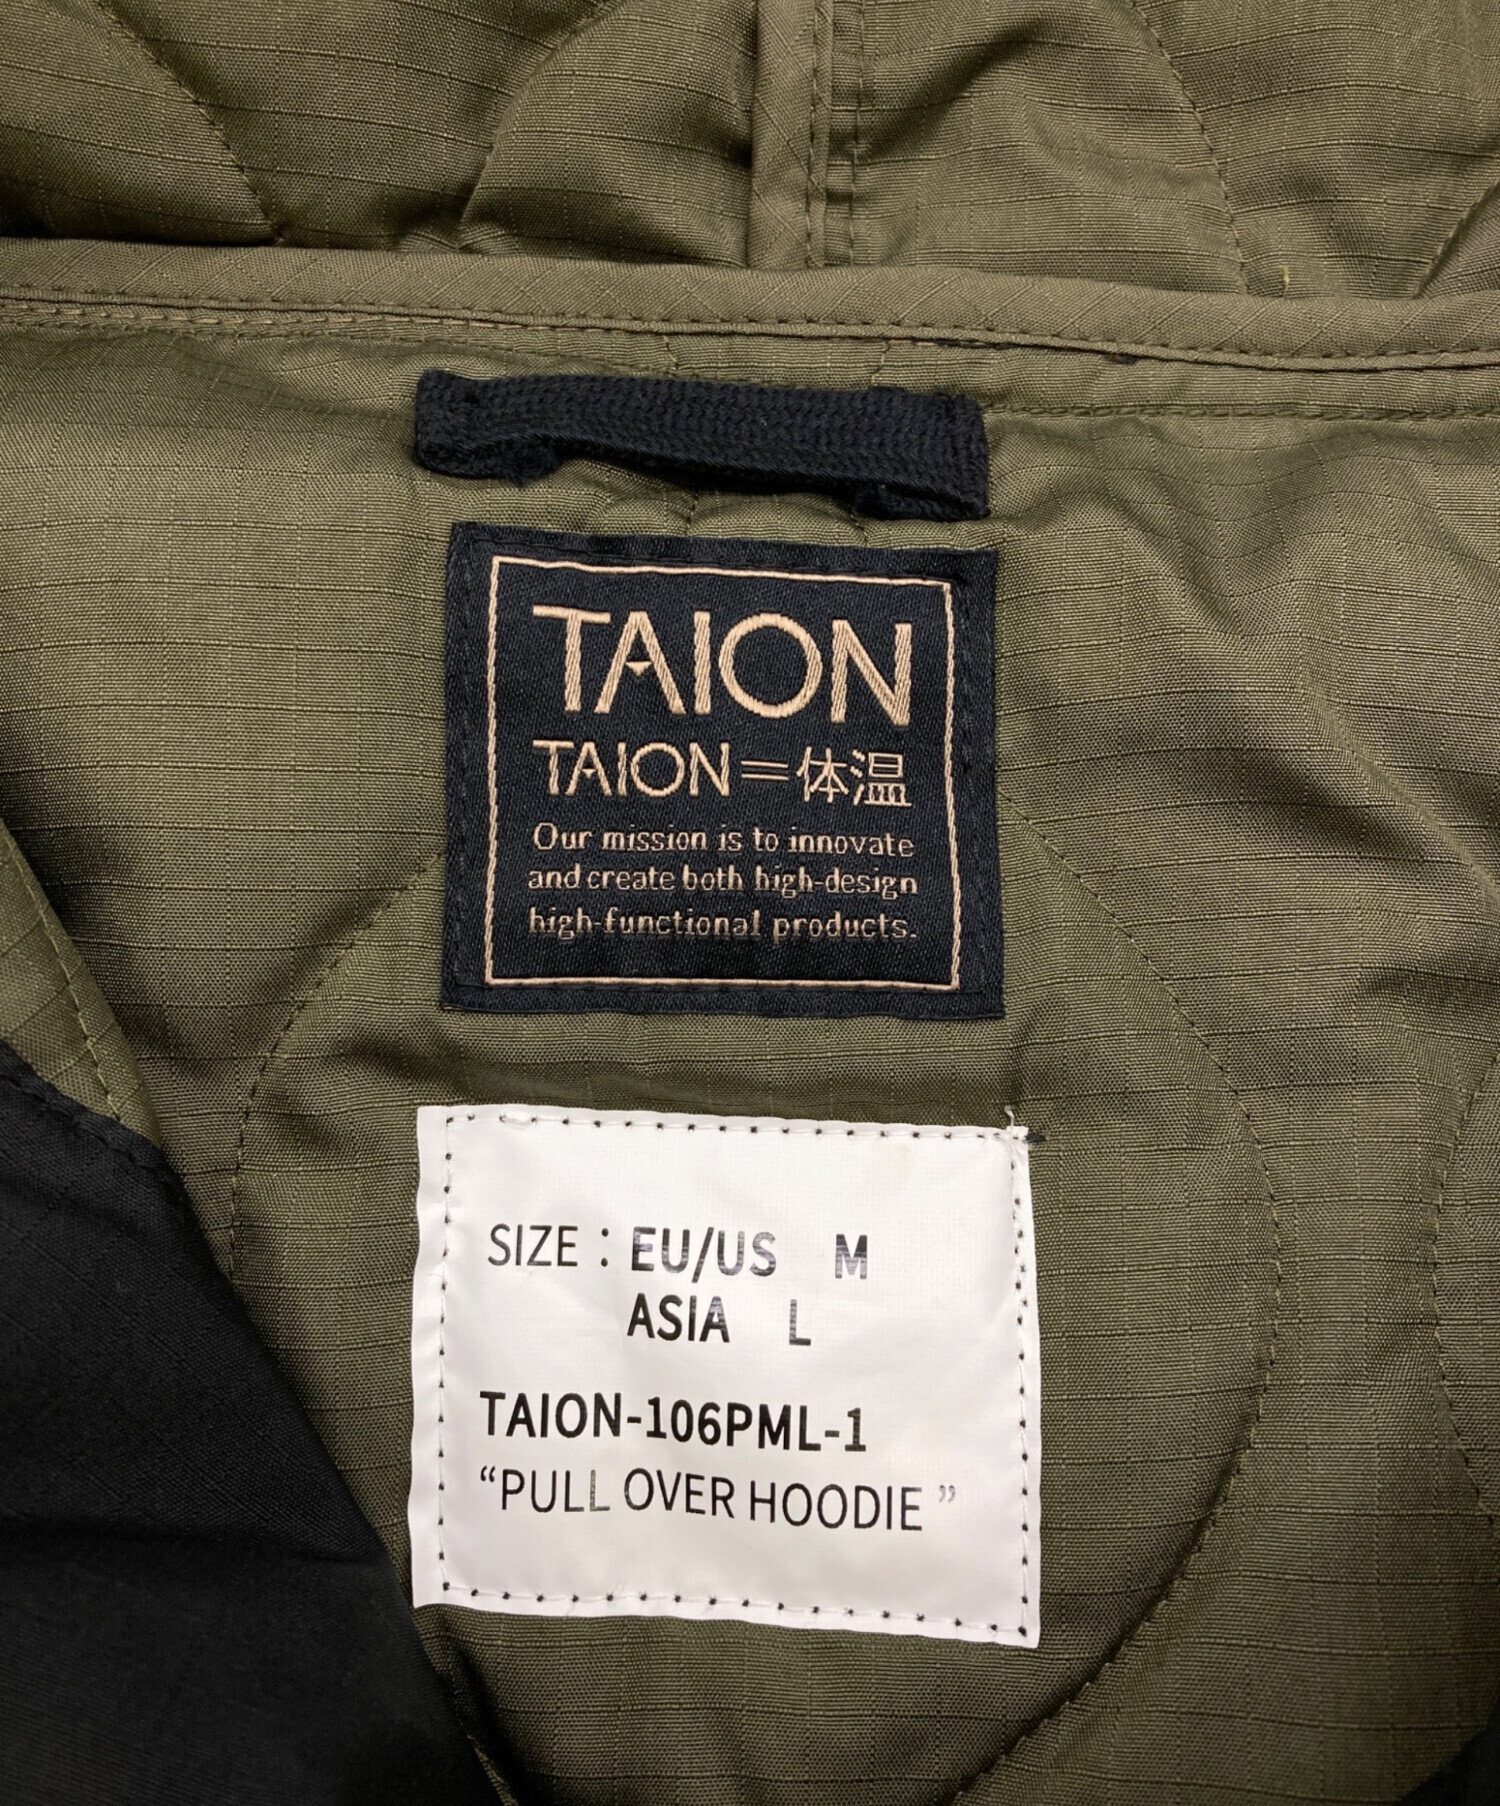 TAION
TAION=体温
Our mission is to innovate
and create both high-design
high-functional products.
SIZE : EU/US M
ASIA L
TAION-106PML-1
“PULL OVER HOODIE”